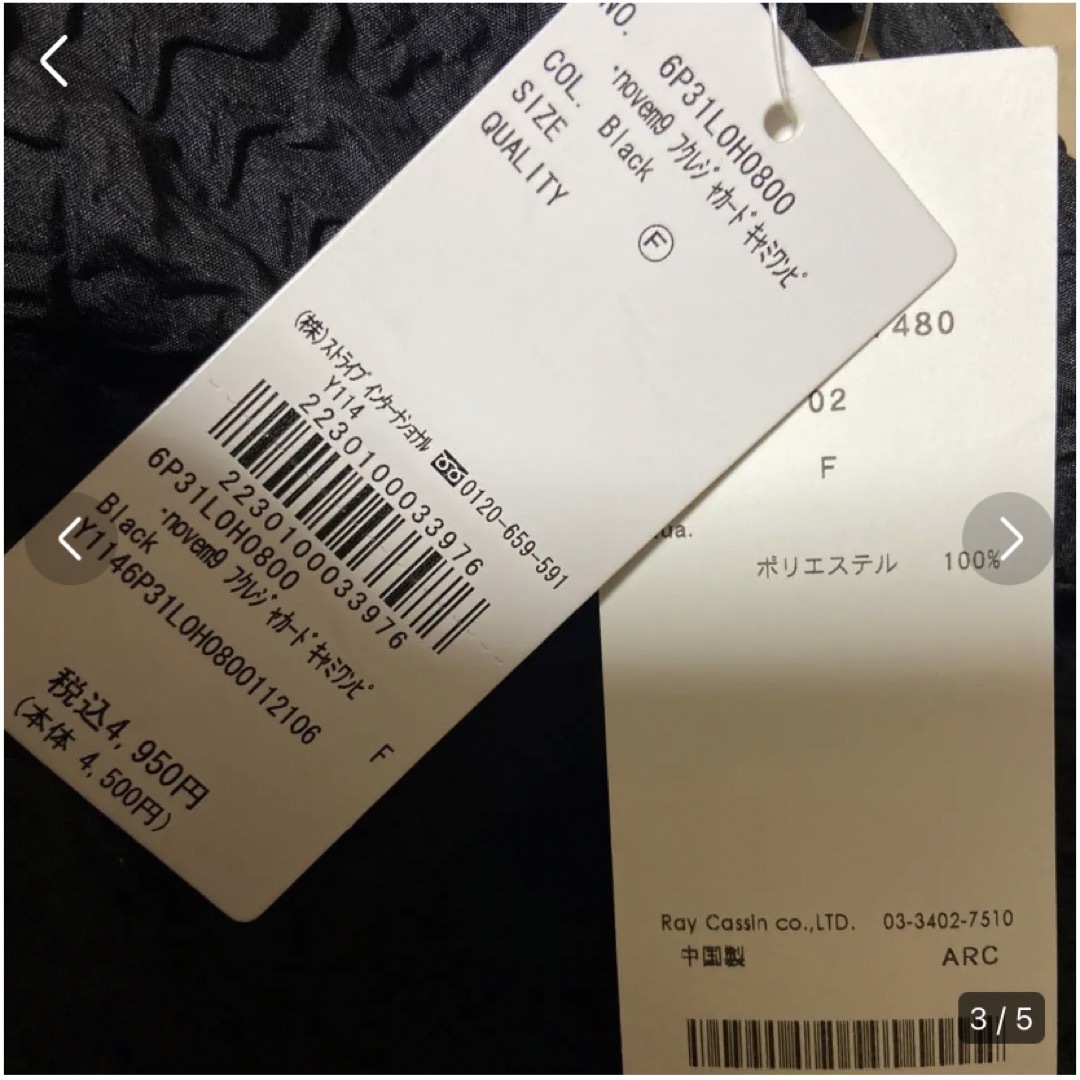 NO. 6P31L0H0800
·novem9 フクレジャカードキャミワンピ
COL. Black
SIZE Ⓕ
QUALITY
(株)ストライプインターナショナル 0120-659-591
Y114
2230100033976
2230100033976
6P31L0H0800
·novem9 フクレジャカードキャミワンピ
Black F
Y1146P31L0H0800112106
税込4,950円
(本体 4,500円)
480
02
F
ua.
ポリエステル 100%
Ray Cassin co.,LTD. 03-3402-7510
中国製 ARC
3 / 5